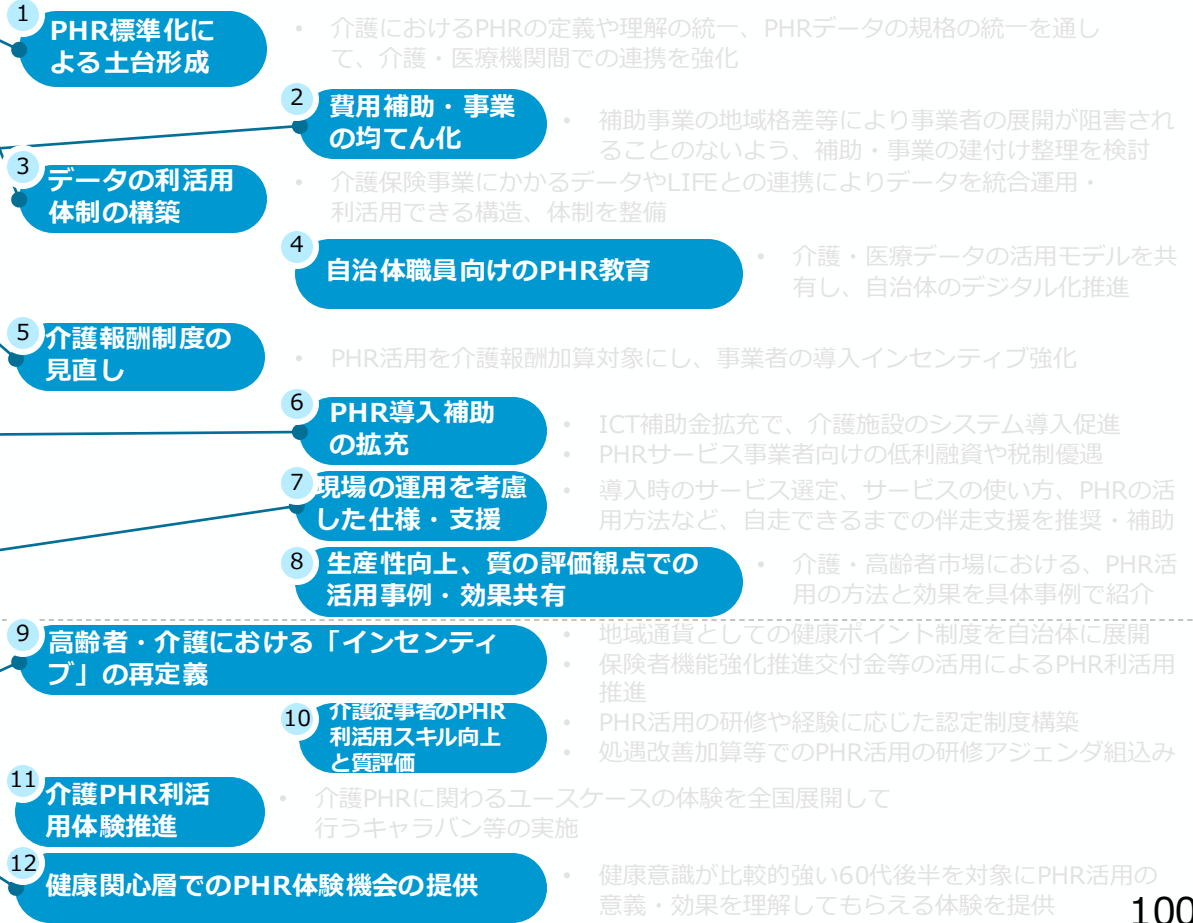 1
PHR標準化に
よる土台形成
• 介護におけるPHRの定義や理解の統一、PHRデータの規格の統一を通し
て、介護・医療機関間での連携を強化
2
費用補助・事業
の均てん化
• 補助事業の地域格差等により事業者の展開が阻害され
ることのないよう、補助・事業の建付け整理を検討
3
データの利活用
体制の構築
• 介護保険事業にかかるデータやLIFEとの連携によりデータを統合運用・
利活用できる構造、体制を整備
4
自治体職員向けのPHR教育
• 介護・医療データの活用モデルを共
有し、自治体のデジタル化推進
5
介護報酬制度の
見直し
• PHR活用を介護報酬加算対象にし、事業者の導入インセンティブ強化
6
PHR導入補助
の拡充
• ICT補助金拡充で、介護施設のシステム導入促進
• PHRサービス事業者向けの低利融資や税制優遇
7
現場の運用を考慮
した仕様・支援
• 導入時のサービス選定、サービスの使い方、PHRの活
用方法など、自走できるまでの伴走支援を推奨・補助
8
生産性向上、質の評価観点での
活用事例・効果共有
• 介護・高齢者市場における、PHR活
用の方法と効果を具体事例で紹介
9
高齢者・介護における「インセンティ
ブ」の再定義
• 地域通貨としての健康ポイント制度を自治体に展開
• 保険者機能強化推進交付金等の活用によるPHR利活用
推進
10
介護従事者のPHR
利活用スキル向上
と質評価
• PHR活用の研修や経験に応じた認定制度構築
• 処遇改善加算等でのPHR活用の研修アジェンダ組込み
11
介護PHR利活
用体験推進
• 介護PHRに関わるユースケースの体験を全国展開して
行うキャラバン等の実施
12
健康関心層でのPHR体験機会の提供
• 健康意識が比較的強い60代後半を対象にPHR活用の
意義・効果を理解してもらえる体験を提供
100